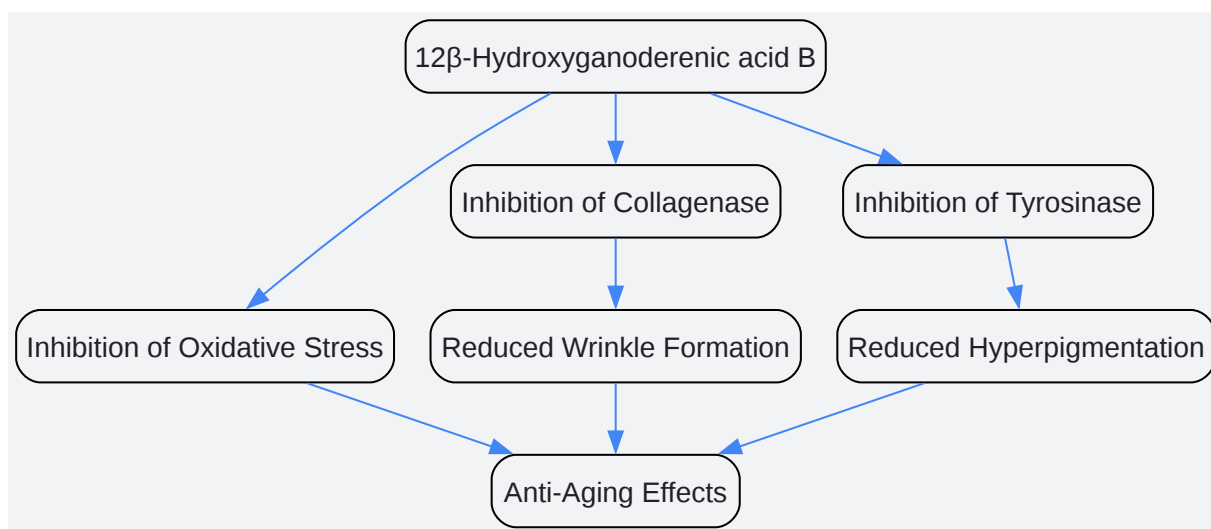 12β-Hydroxyganoderenic acid B
Inhibition of Collagenase
Inhibition of Tyrosinase
Inhibition of Oxidative Stress
Reduced Wrinkle Formation
Reduced Hyperpigmentation
Anti-Aging Effects